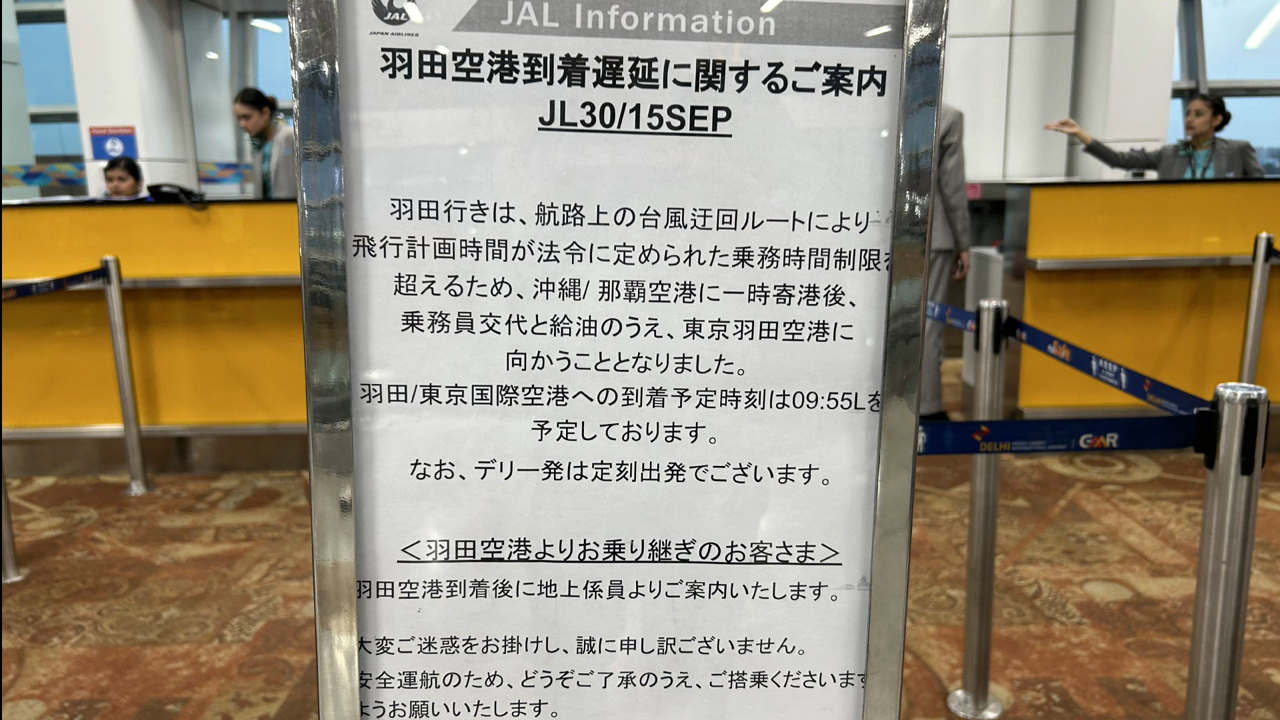 JAL
JAPAN AIRLINES
JAL Information
羽田空港到着遅延に関するご案内
JL30/15SEP
羽田行きは、航路上の台風迂回ルートにより
飛行計画時間が法令に定められた乗務時間制限を
超えるため、沖縄/ 那覇空港に一時寄港後、
乗務員交代と給油のうえ、東京羽田空港に
向かうこととなりました。
羽田/東京国際空港への到着予定時刻は09:55Lを
予定しております。
なお、デリー発は定刻出発でございます。
＜羽田空港よりお乗り継ぎのお客さま＞
羽田空港到着後に地上係員よりご案内いたします。
大変ご迷惑をお掛けし、誠に申し訳ございません。
安全運航のため、どうぞご了承のうえ、ご搭乗くださいます
ようお願いいたします。
DELHI
GMR